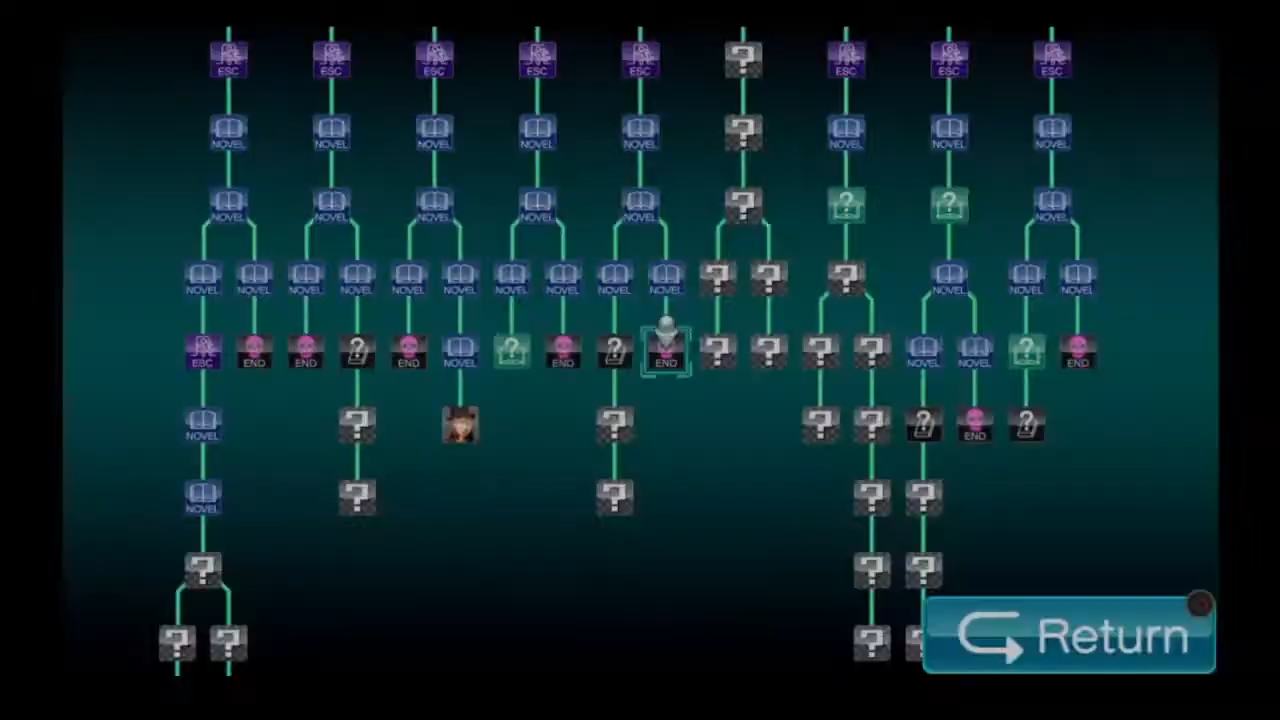 ESC ESC ESC ESC ESC ? ESC ESC ESC
NOVEL NOVEL NOVEL NOVEL NOVEL ? NOVEL NOVEL NOVEL
NOVEL NOVEL NOVEL NOVEL NOVEL ? ? ? NOVEL
NOVEL NOVEL NOVEL NOVEL NOVEL NOVEL NOVEL NOVEL NOVEL NOVEL ? ? ? NOVEL NOVEL NOVEL
ESC END END ? END NOVEL ? END ? END ? ? ? ? NOVEL NOVEL ? END
NOVEL ? ? ? ? ? END ?
NOVEL ? ? ? ?
? ? ?
? ? ? ?
Return